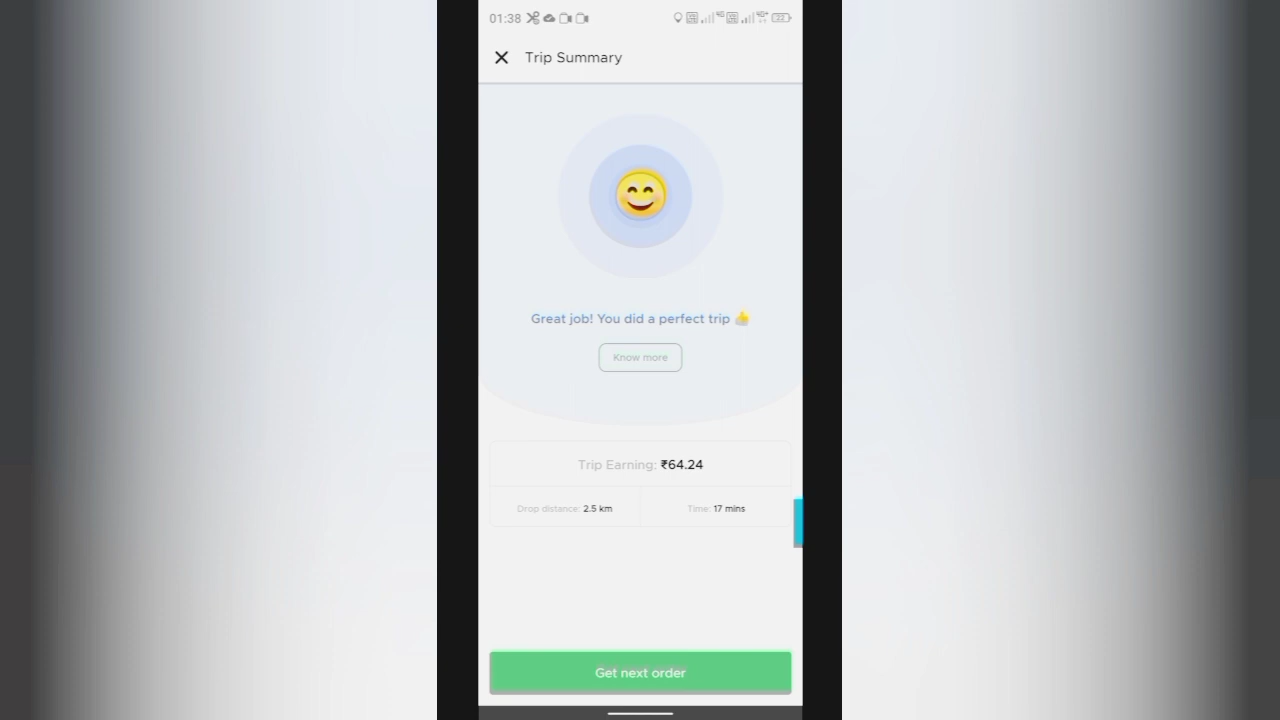 01:38
Trip Summary
Great job! You did a perfect trip 👍
Know more
Trip Earning: ₹64.24
Drop distance: 2.5 km
Time: 17 mins
Get next order